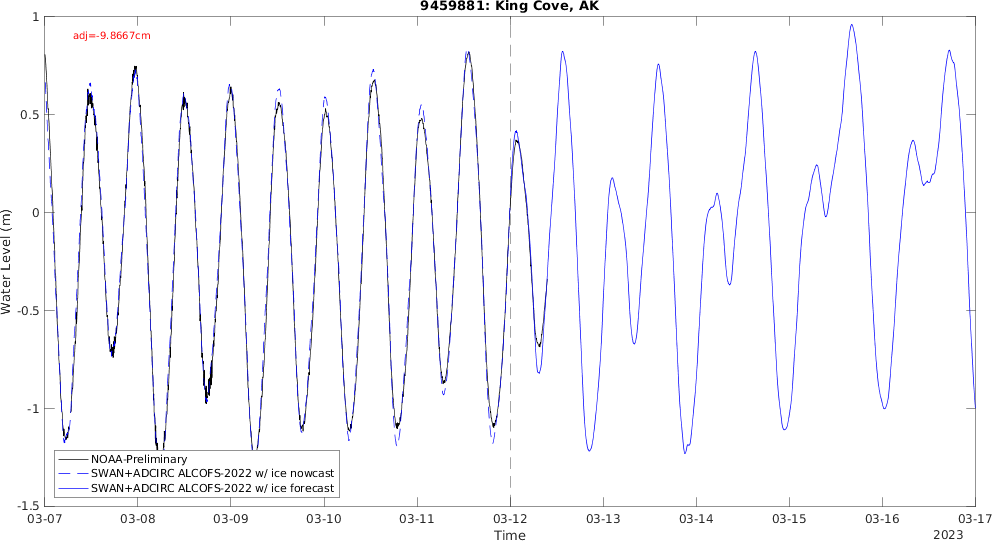 9459881: King Cove, AK
adj=-9.8667cm
1
0.5
0
-0.5
-1
-1.5
Water Level (m)
NOAA-Preliminary
SWAN+ADCIRC ALCOFS-2022 w/ ice nowcast
SWAN+ADCIRC ALCOFS-2022 w/ ice forecast
03-07 03-08 03-09 03-10 03-11 03-12 03-13 03-14 03-15 03-16 03-17
Time
2023